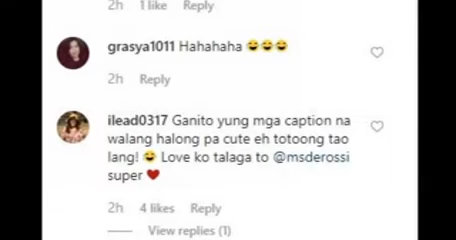 2h 1 like Reply
grasya1011 Hahahaha 😂😂😂
2h Reply
ilead0317 Ganito yung mga caption na
walang halong pa cute eh totoong tao
lang! 😂 Love ko talaga to @msderossi
super ❤️
2h 4 likes Reply
View replies (1)